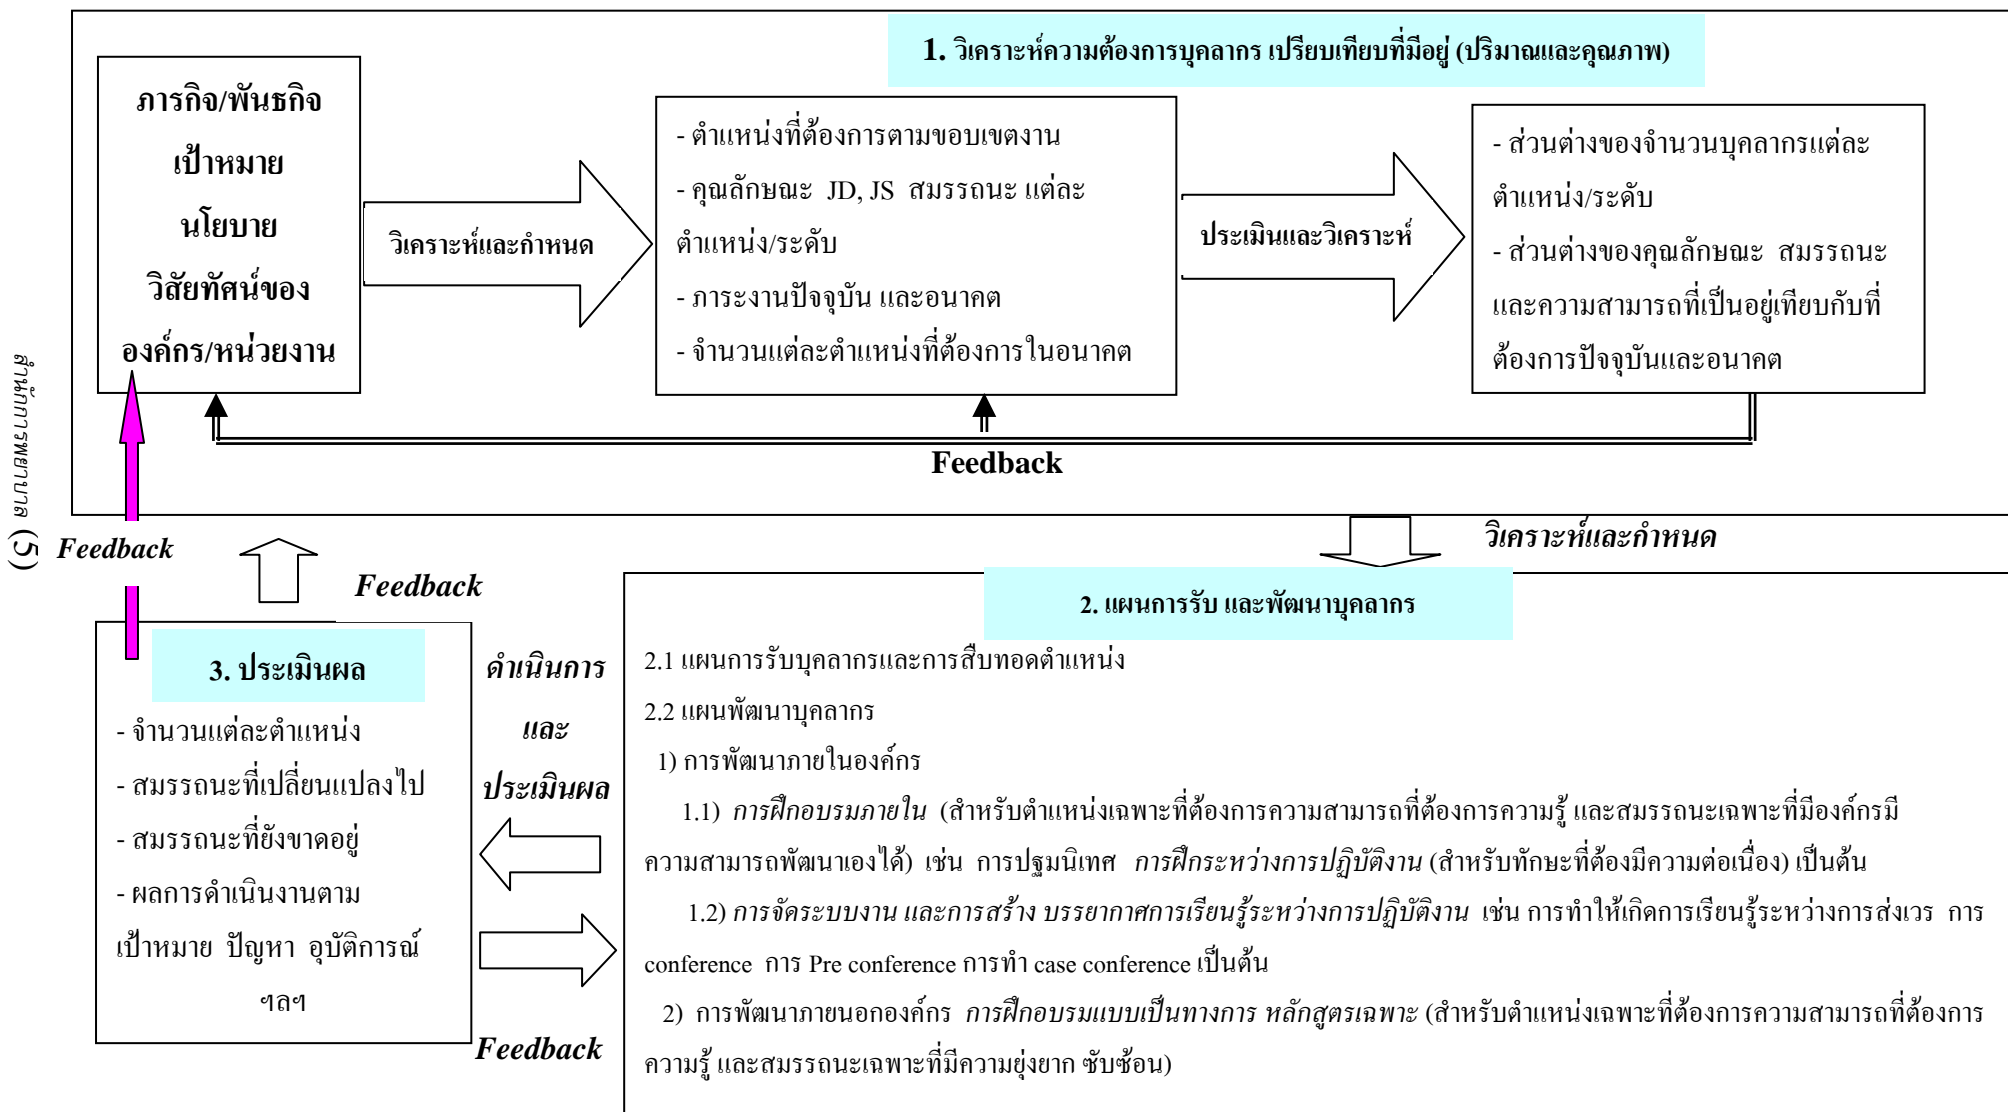 1. วิเคราะห์ความต้องการบุคลากร เปรียบเทียบที่มีอยู่ (ปริมาณและคุณภาพ)
ภารกิจ/พันธกิจ
เป้าหมาย
นโยบาย
วิสัยทัศน์ของ
องค์กร/หน่วยงาน
วิเคราะห์และกำหนด
- ตำแหน่งที่ต้องการตามขอบเขตงาน
- คุณลักษณะ JD, JS สมรรถนะ แต่ละ
ตำแหน่ง/ระดับ
- ภาระงานปัจจุบัน และอนาคต
- จำนวนแต่ละตำแหน่งที่ต้องการในอนาคต
ประเมินและวิเคราะห์
- ส่วนต่างของจำนวนบุคลากรแต่ละ
ตำแหน่ง/ระดับ
- ส่วนต่างของคุณลักษณะ สมรรถนะ
และความสามารถที่เป็นอยู่เทียบกับที่
ต้องการปัจจุบันและอนาคต
Feedback
สำนักการพยาบาล (5)
Feedback
Feedback
วิเคราะห์และกำหนด
2. แผนการรับ และพัฒนาบุคลากร
2.1 แผนการรับบุคลากรและการสืบทอดตำแหน่ง
2.2 แผนพัฒนาบุคลากร
1) การพัฒนาภายในองค์กร
1.1) การฝึกอบรมภายใน (สำหรับตำแหน่งเฉพาะที่ต้องการความสามารถที่ต้องการความรู้ และสมรรถนะเฉพาะที่มีองค์กรมี
ความสามารถพัฒนาเองได้) เช่น การปฐมนิเทศ การฝึกระหว่างการปฏิบัติงาน (สำหรับทักษะที่ต้องมีความต่อเนื่อง) เป็นต้น
1.2) การจัดระบบงาน และการสร้าง บรรยากาศการเรียนรู้ระหว่างการปฏิบัติงาน เช่น การทำให้เกิดการเรียนรู้ระหว่างการส่งเวร การ
conference การ Pre conference การทำ case conference เป็นต้น
2) การพัฒนาภายนอกองค์กร การฝึกอบรมแบบเป็นทางการ หลักสูตรเฉพาะ (สำหรับตำแหน่งเฉพาะที่ต้องการความสามารถที่ต้องการ
ความรู้ และสมรรถนะเฉพาะที่มีความยุ่งยาก ซับซ้อน)
ดำเนินการ
และ
ประเมินผล
3. ประเมินผล
- จำนวนแต่ละตำแหน่ง
- สมรรถนะที่เปลี่ยนแปลงไป
- สมรรถนะที่ยังขาดอยู่
- ผลการดำเนินงานตาม
เป้าหมาย ปัญหา อุบัติการณ์
ฯลฯ
Feedback